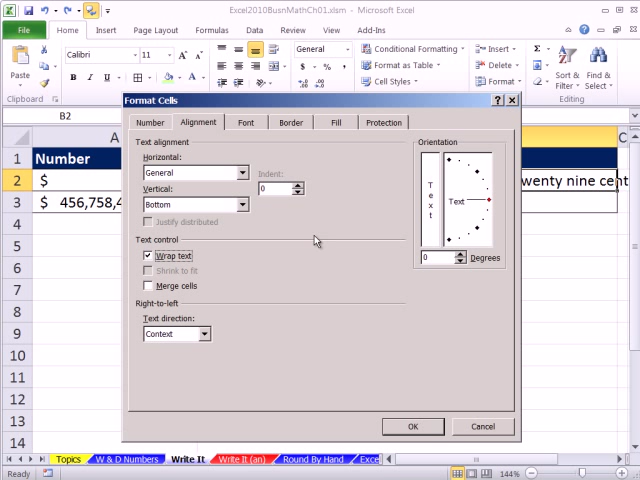 Excel2010BusnMathCh01.xlsm - Microsoft Excel
File Home Insert Page Layout Formulas Data Review View Add-Ins
Paste
Clipboard
Calibri 11
B I U
General
$ - % ,
Conditional Formatting
Format as Table
Cell Styles
Insert
Delete
Format
Sort & Filter
Find & Select
Editing
B2
A C
1 Number
2 $ wenty nine cent
3 $ 456,758,4
4
5
6
7
8
9
10
11
12
13
14
Format Cells
Number Alignment Font Border Fill Protection
Text alignment
Horizontal:
General
Indent:
0
Vertical:
Bottom
Justify distributed
Text control
Wrap text
Shrink to fit
Merge cells
Right-to-left
Text direction:
Context
Orientation
Text
Text
0 Degrees
OK Cancel
Topics W & D Numbers Write It Write It (an) Round By Hand Exce
Ready 144%